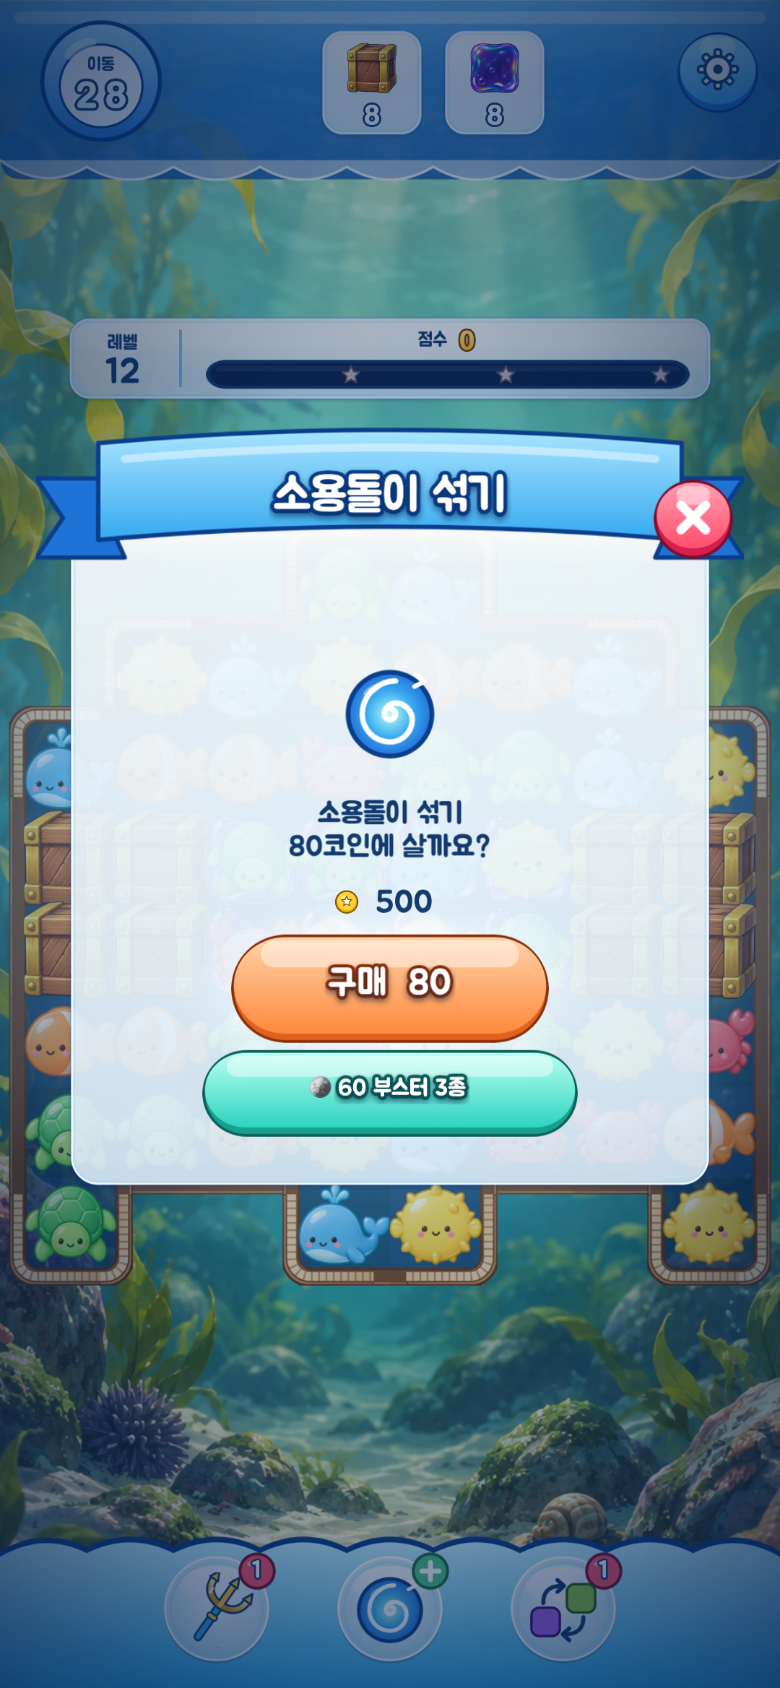 이동
28
8
8
레벨
12
점수 0
소용돌이 섞기
소용돌이 섞기
80코인에 살까요?
500
구매 80
60 부스터 3종
1
1